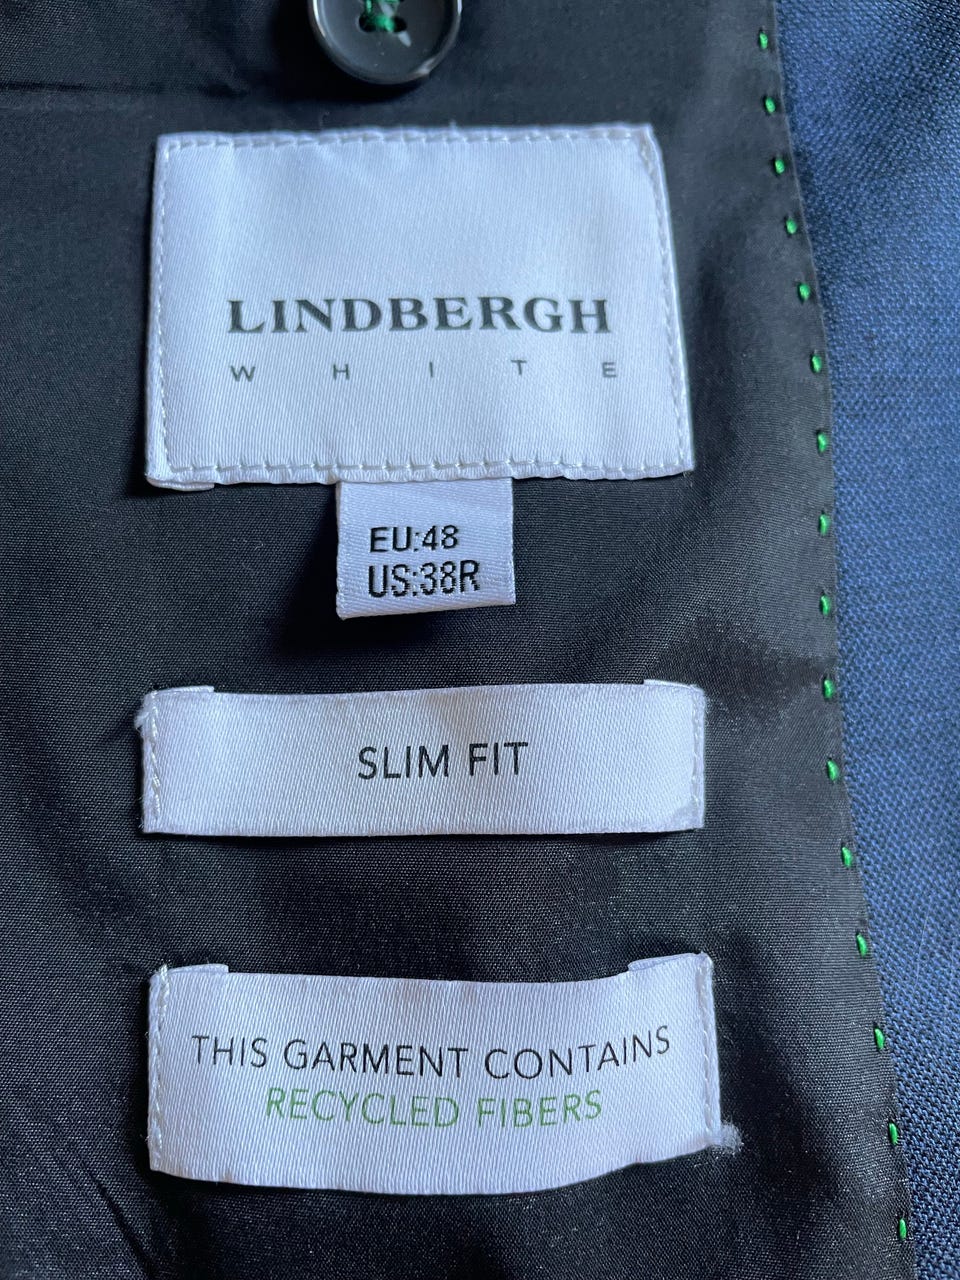 LINDBERGH
WHITE
EU:48
US:38R
SLIM FIT
THIS GARMENT CONTAINS
RECYCLED FIBERS